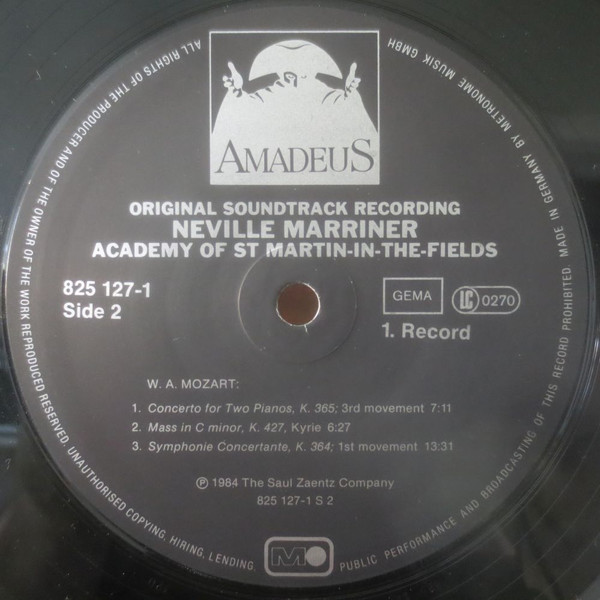 AMADEUS
ORIGINAL SOUNDTRACK RECORDING
NEVILLE MARRINER
ACADEMY OF ST MARTIN-IN-THE-FIELDS
825 127-1
Side 2
GEMA
LC 0270
1. Record
W. A. MOZART:
1. Concerto for Two Pianos, K. 365; 3rd movement 7:11
2. Mass in C minor, K. 427, Kyrie 6:27
3. Symphonie Concertante, K. 364; 1st movement 13:31
℗ 1984 The Saul Zaentz Company
825 127-1 S 2
ALL RIGHTS OF THE PRODUCER AND OF THE OWNER OF THE WORK REPRODUCED RESERVED. UNAUTHORISED COPYING, HIRING, LENDING, PUBLIC PERFORMANCE AND BROADCASTING OF THIS RECORD PROHIBITED. MADE IN GERMANY BY METRONOME MUSIK GMBH